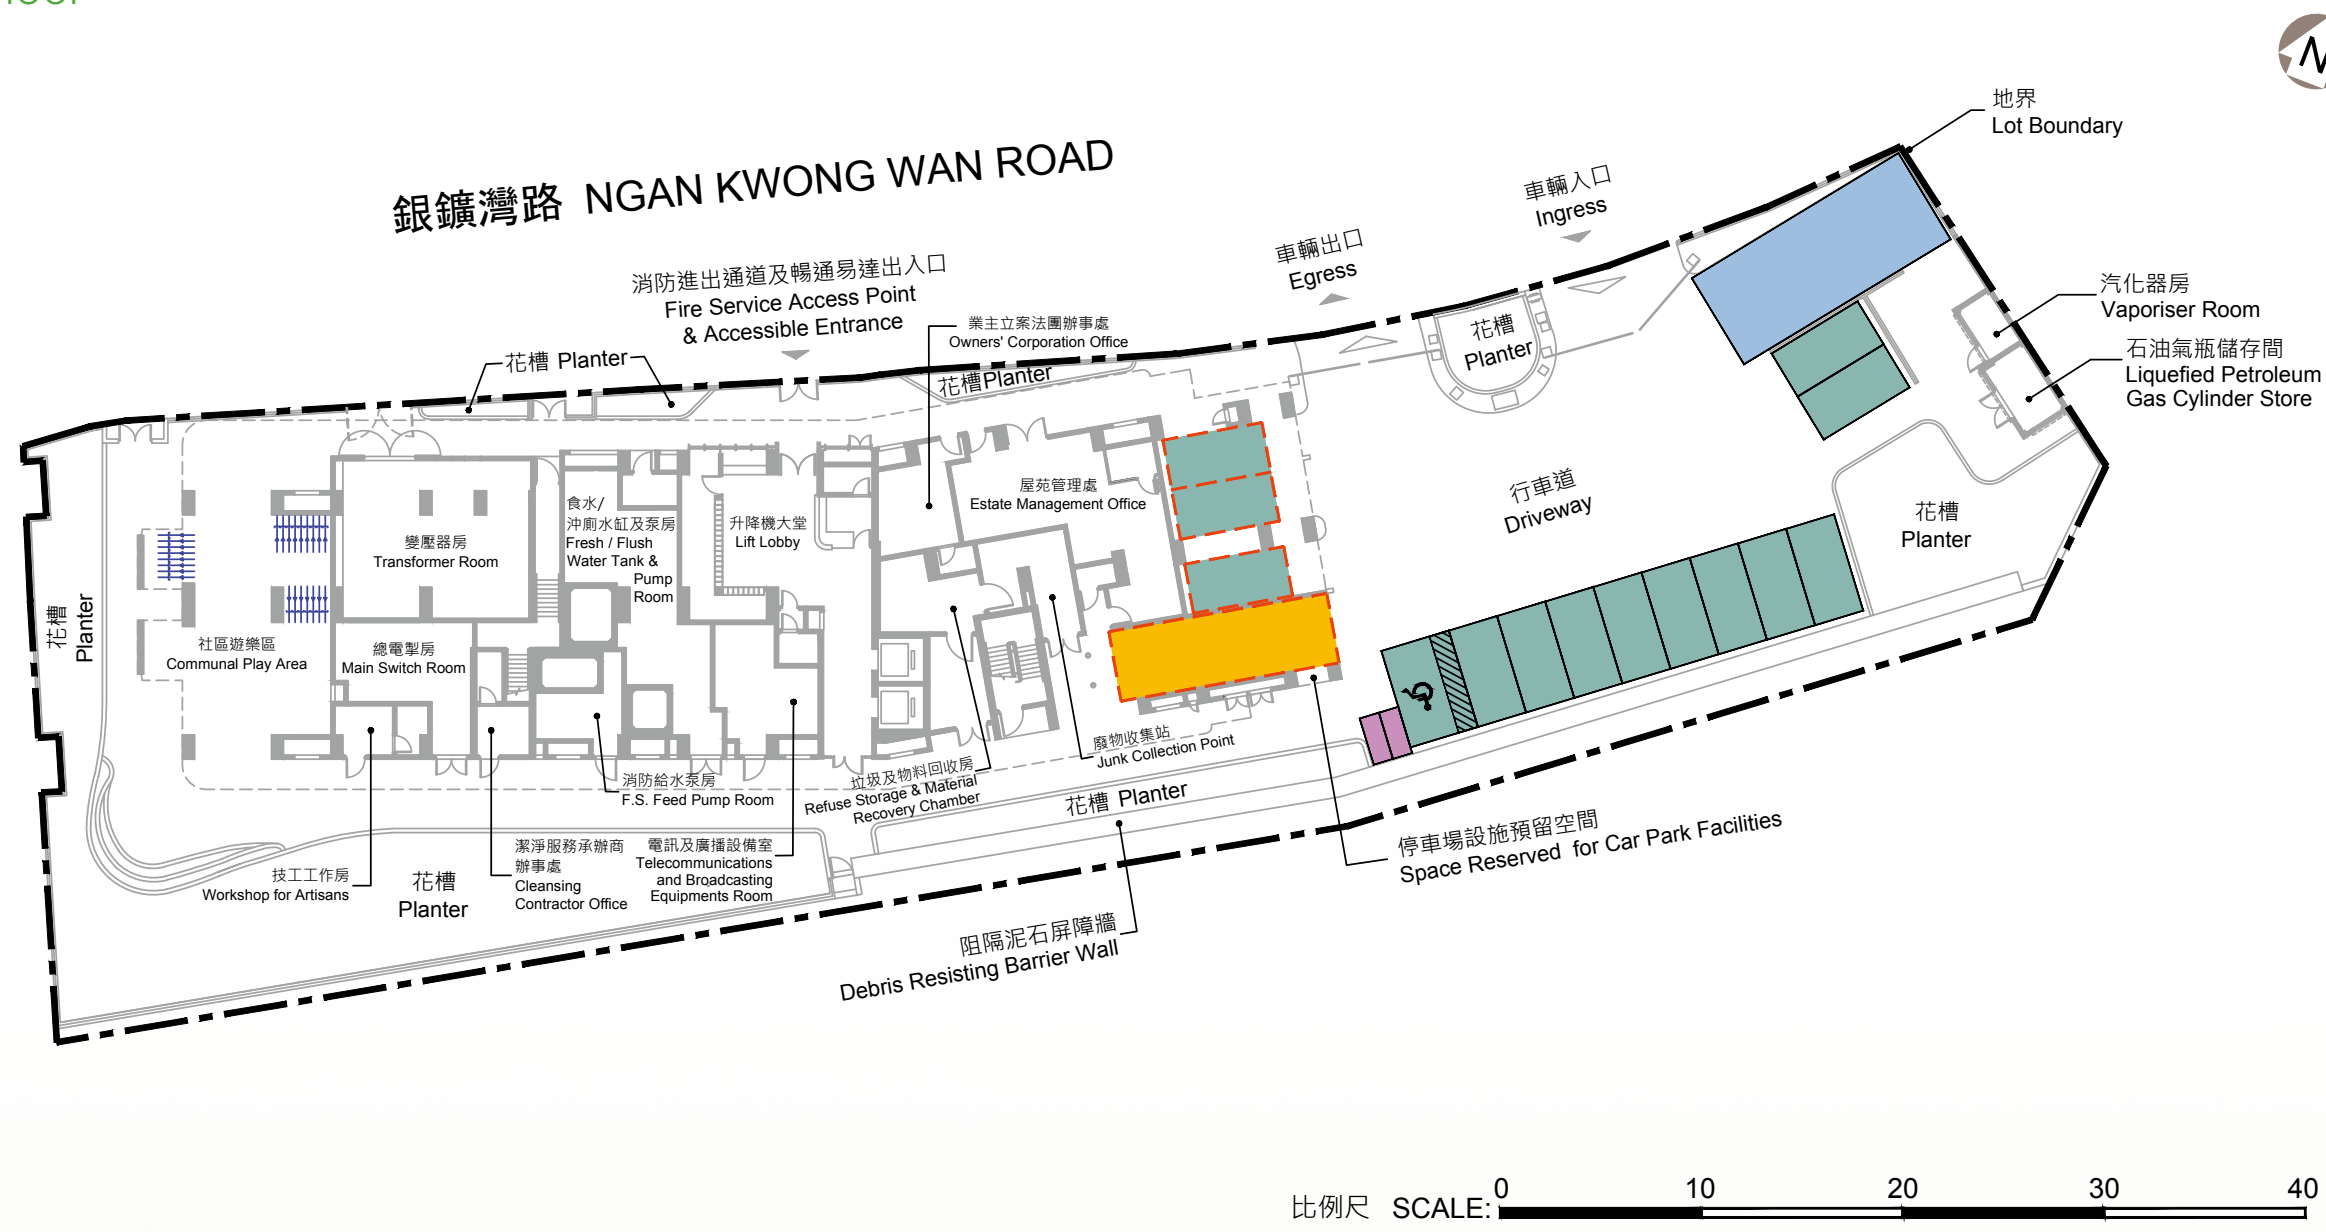 地界
Lot Boundary
銀鑛灣路 NGAN KWONG WAN ROAD
車輛入口
Ingress
車輛出口
Egress
消防進出通道及暢通易達出入口
Fire Service Access Point
& Accessible Entrance
汽化器房
Vaporiser Room
業主立案法團辦事處
Owners' Corporation Office
花槽
Planter
石油氣瓶儲存間
Liquefied Petroleum
Gas Cylinder Store
花槽 Planter
花槽 Planter
屋苑管理處
Estate Management Office
行車道
Driveway
食水/
沖廁水缸及泵房
Fresh / Flush
Water Tank &
Pump
Room
升降機大堂
Lift Lobby
花槽
Planter
變壓器房
Transformer Room
花槽
Planter
社區遊樂區
Communal Play Area
總電掣房
Main Switch Room
廢物收集站
Junk Collection Point
垃圾及物料回收房
Refuse Storage & Material
Recovery Chamber
消防給水泵房
F.S. Feed Pump Room
花槽 Planter
停車場設施預留空間
Space Reserved for Car Park Facilities
技工工作房
Workshop for Artisans
花槽
Planter
潔淨服務承辦商
辦事處
Cleansing
Contractor Office
電訊及廣播設備室
Telecommunications
and Broadcasting
Equipments Room
阻隔泥石屏障牆
Debris Resisting Barrier Wall
比例尺 SCALE: 0 10 20 30 40